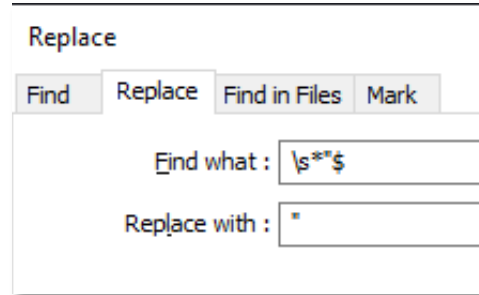 Replace
Find Replace Find in Files Mark
Find what : \s*"$
Replace with : "